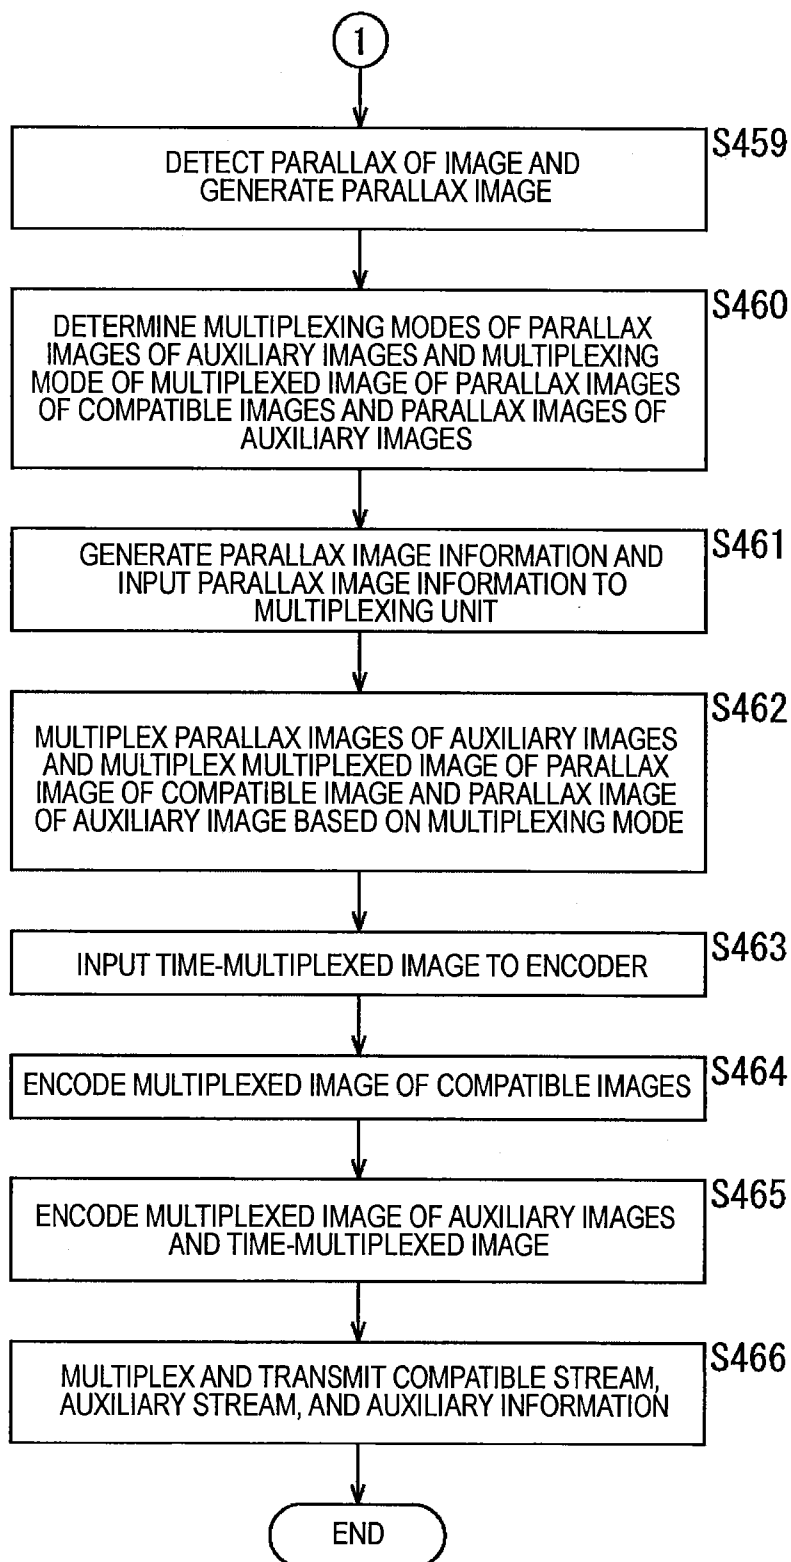 1
S459
DETECT PARALLAX OF IMAGE AND
GENERATE PARALLAX IMAGE
S460
DETERMINE MULTIPLEXING MODES OF PARALLAX
IMAGES OF AUXILIARY IMAGES AND MULTIPLEXING
MODE OF MULTIPLEXED IMAGE OF PARALLAX IMAGES
OF COMPATIBLE IMAGES AND PARALLAX IMAGES OF
AUXILIARY IMAGES
S461
GENERATE PARALLAX IMAGE INFORMATION AND
INPUT PARALLAX IMAGE INFORMATION TO
MULTIPLEXING UNIT
S462
MULTIPLEX PARALLAX IMAGES OF AUXILIARY IMAGES
AND MULTIPLEX MULTIPLEXED IMAGE OF PARALLAX
IMAGE OF COMPATIBLE IMAGE AND PARALLAX IMAGE
OF AUXILIARY IMAGE BASED ON MULTIPLEXING MODE
S463
INPUT TIME-MULTIPLEXED IMAGE TO ENCODER
S464
ENCODE MULTIPLEXED IMAGE OF COMPATIBLE IMAGES
S465
ENCODE MULTIPLEXED IMAGE OF AUXILIARY IMAGES
AND TIME-MULTIPLEXED IMAGE
S466
MULTIPLEX AND TRANSMIT COMPATIBLE STREAM,
AUXILIARY STREAM, AND AUXILIARY INFORMATION
END